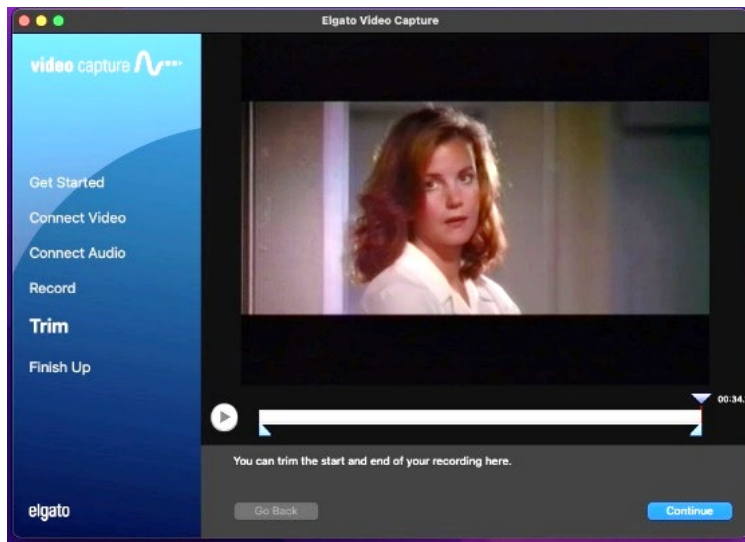 Elgato Video Capture
video capture
Get Started
Connect Video
Connect Audio
Record
Trim
Finish Up
00:34.
You can trim the start and end of your recording here.
elgato
Go Back
Continue